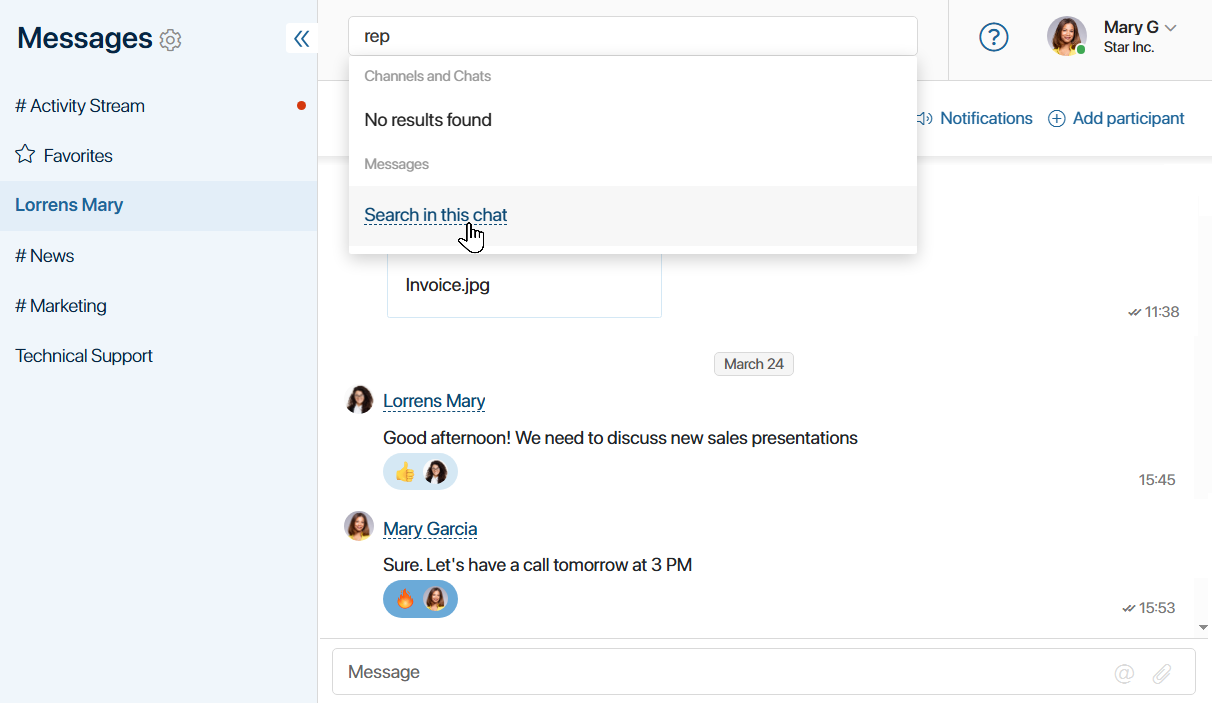 Messages
rep
?
Mary G
Star Inc.
# Activity Stream
Channels and Chats
No results found
Notifications
Add participant
Favorites
Messages
Lorrens Mary
Search in this chat
# News
Invoice.jpg
# Marketing
11:38
Technical Support
March 24
Lorrens Mary
Good afternoon! We need to discuss new sales presentations
15:45
Mary Garcia
Sure. Let's have a call tomorrow at 3 PM
15:53
Message
@